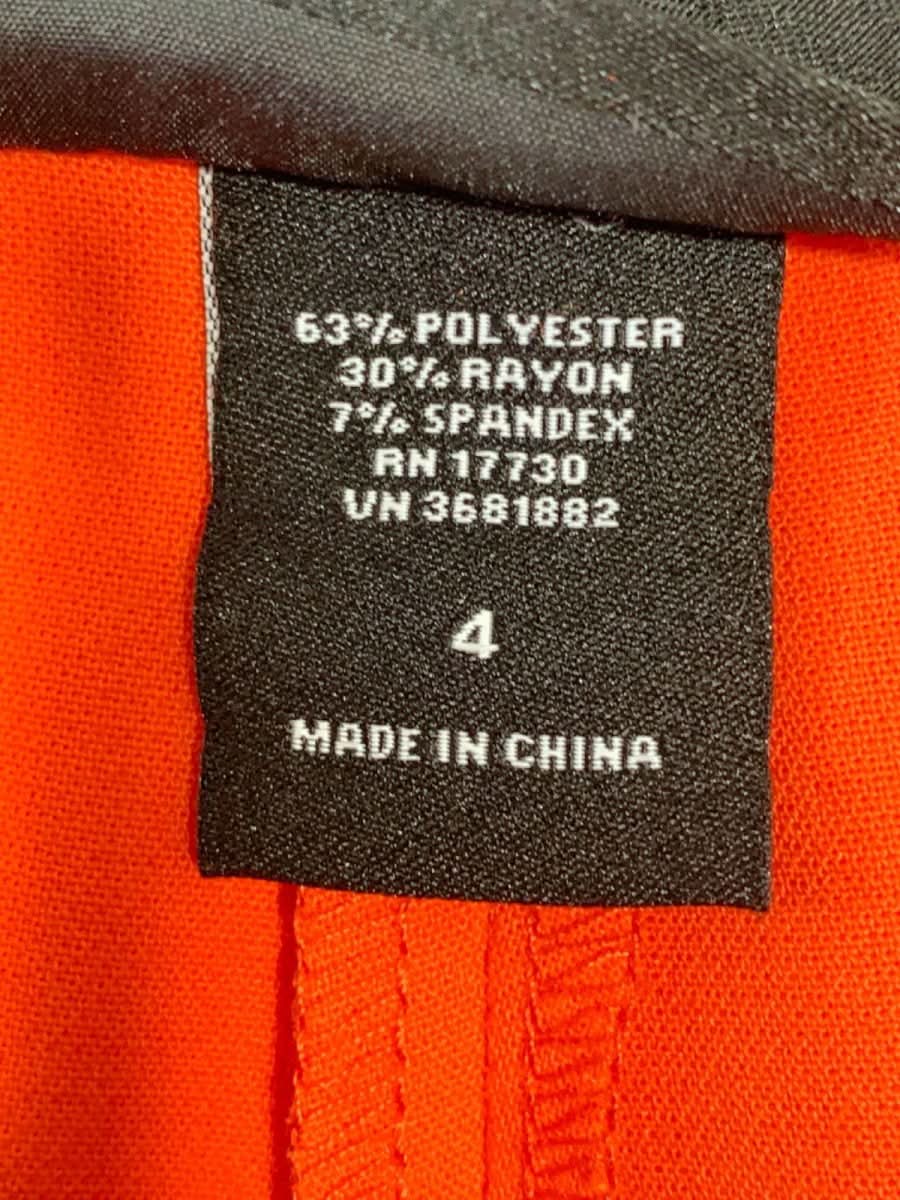 63% POLYESTER
30% RAYON
7% SPANDEX
RN 17730
VN 3681882
4
MADE IN CHINA